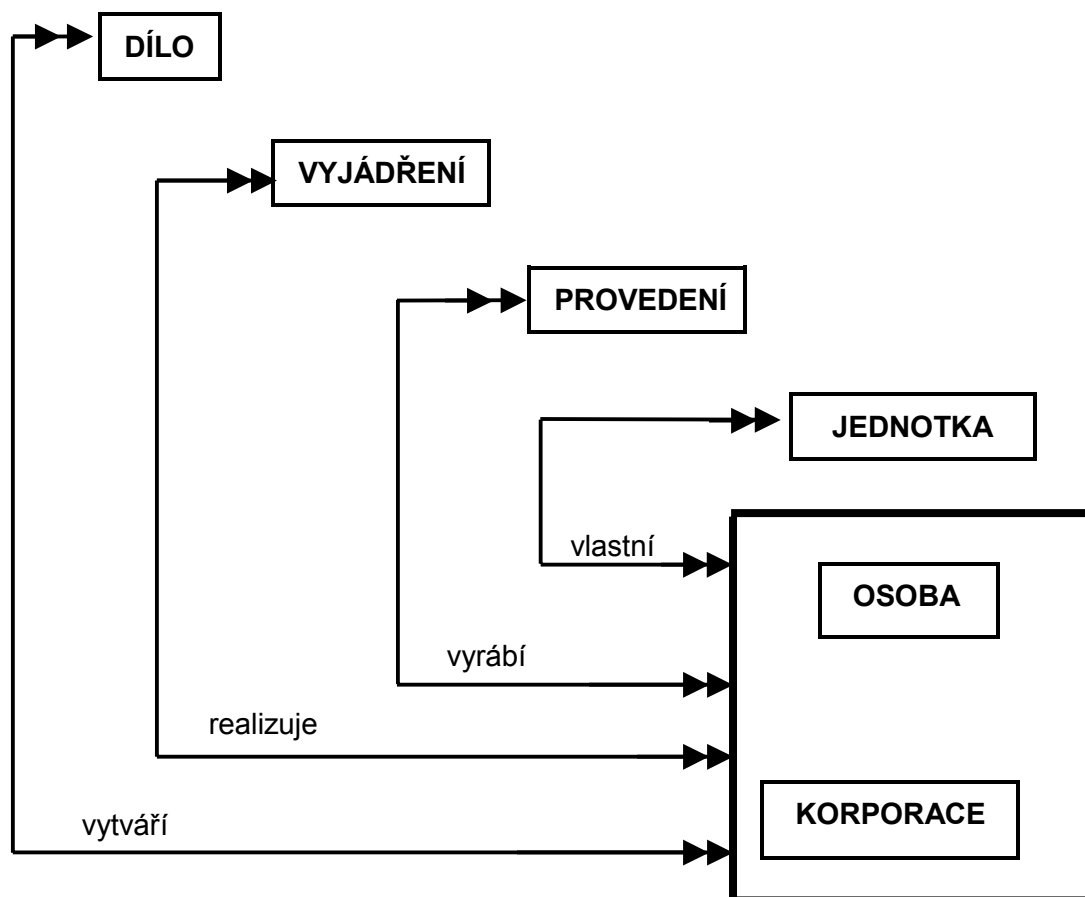 DÍLO
VYJÁDŘENÍ
PROVEDENÍ
JEDNOTKA
vlastní
OSOBA
vyrábí
realizuje
KORPORACE
vytváří